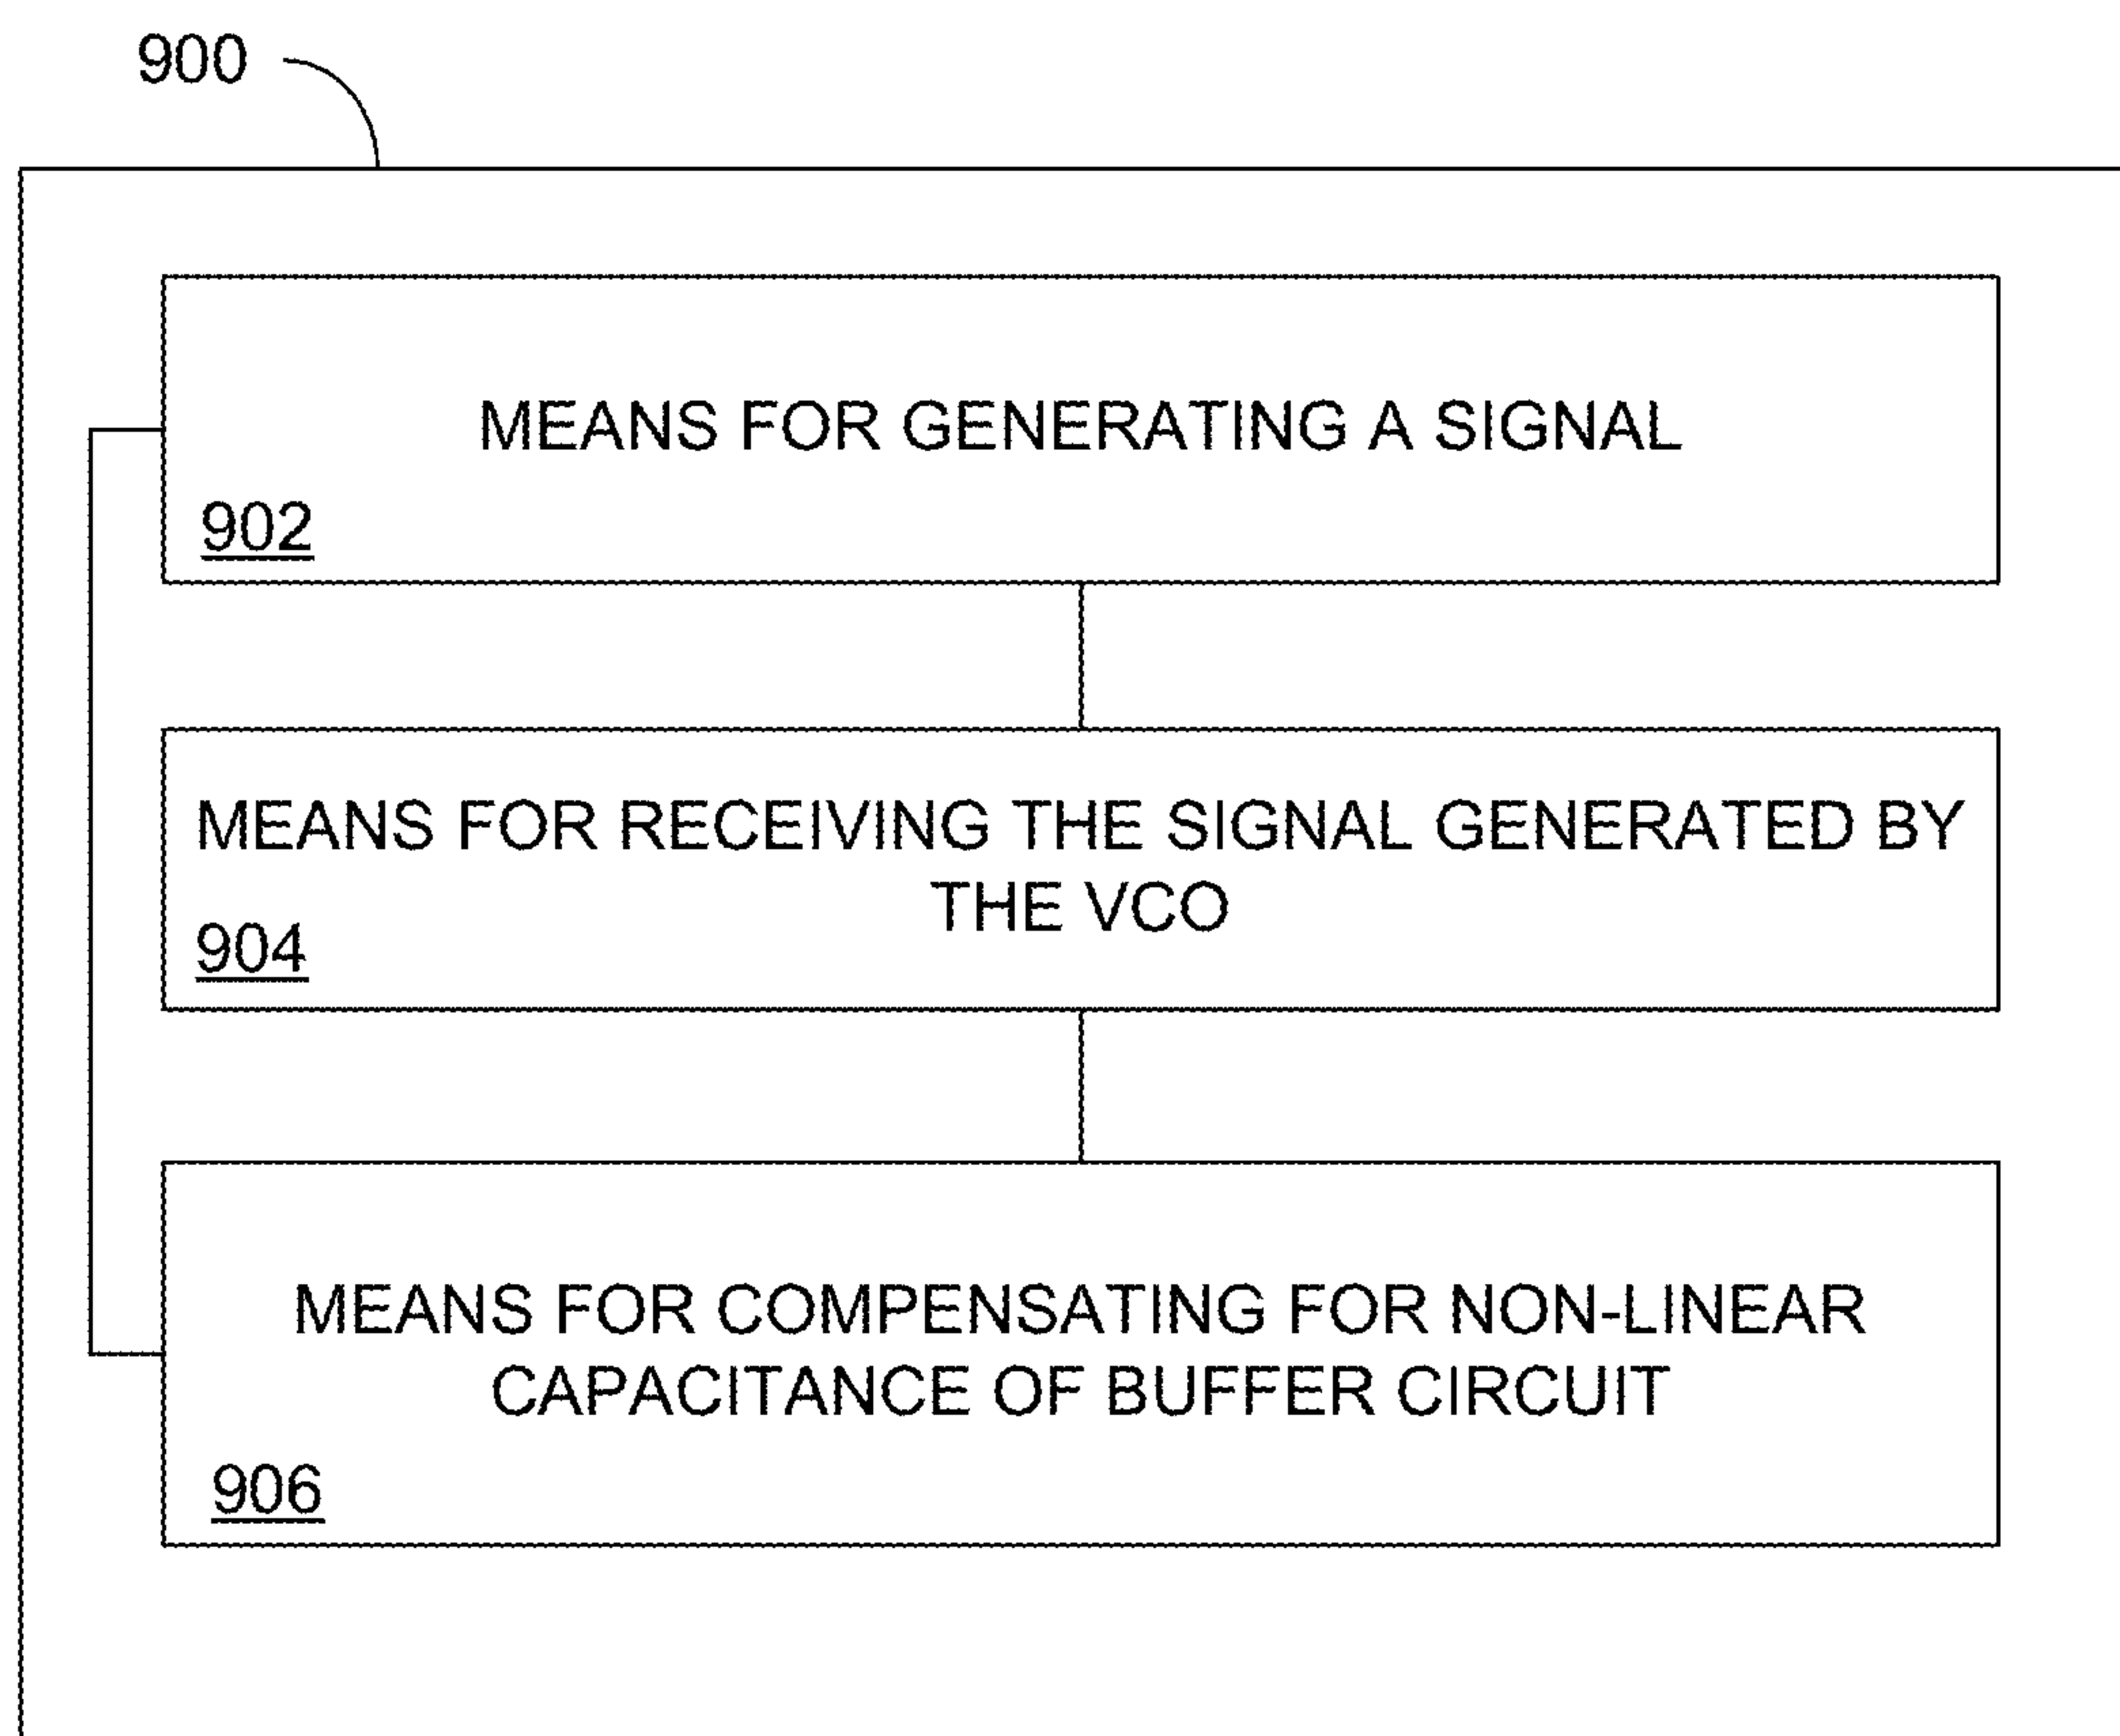 900
MEANS FOR GENERATING A SIGNAL
902
MEANS FOR RECEIVING THE SIGNAL GENERATED BY
THE VCO
904
MEANS FOR COMPENSATING FOR NON-LINEAR
CAPACITANCE OF BUFFER CIRCUIT
906